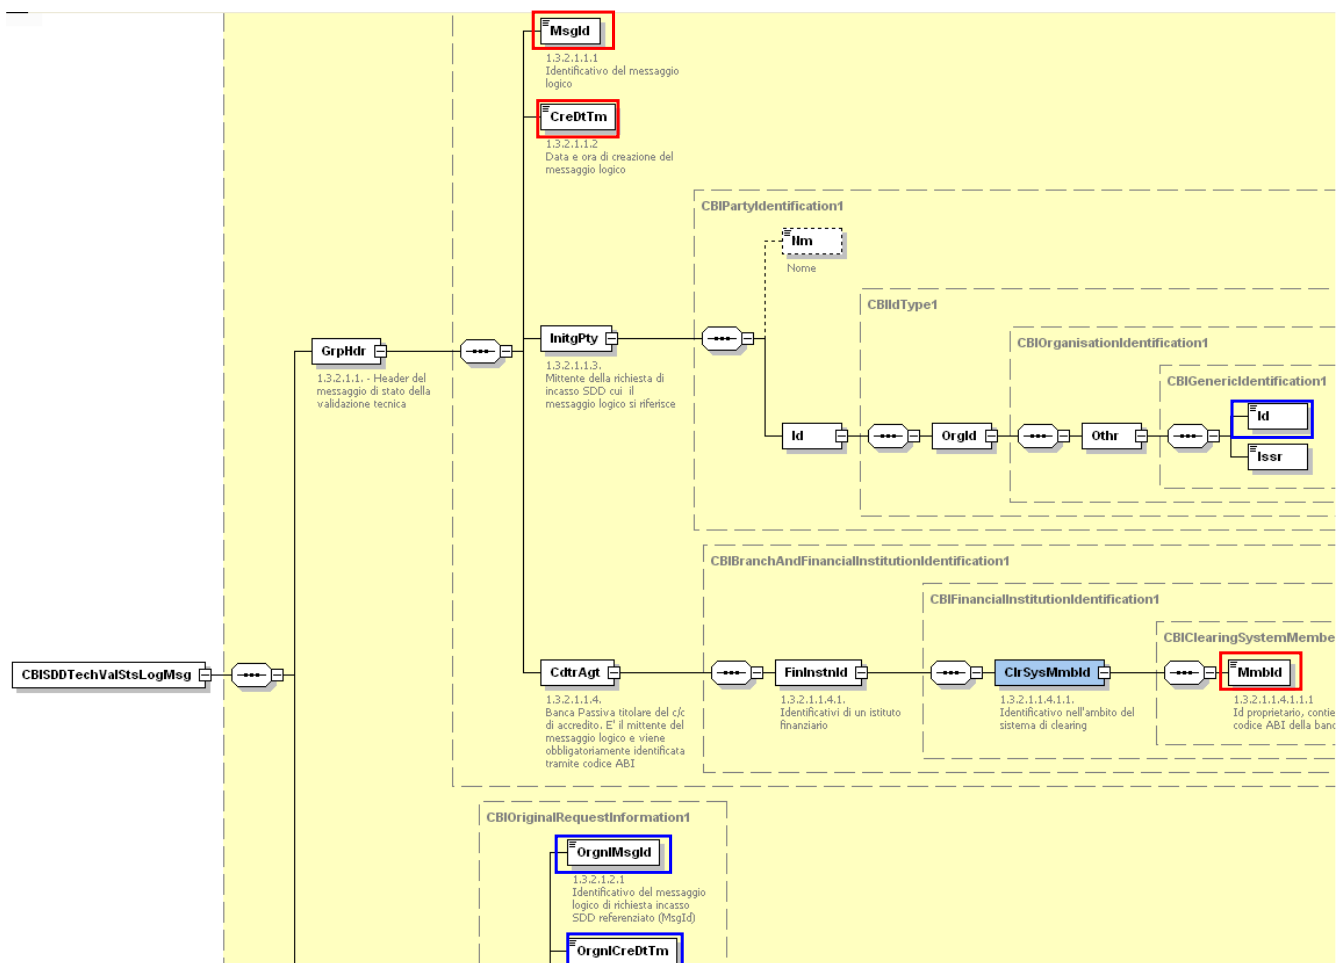 MsgId
1.3.2.1.1.1
Identificativo del messaggio
logico
CreDtTm
1.3.2.1.1.2
Data e ora di creazione del
messaggio logico
CBIPartyIdentification1
Nm
Nome
CBIIdType1
CBIOrganisationIdentification1
CBIGenericIdentification1
InitgPty
1.3.2.1.1.3.
Mittente della richiesta di
incasso SDD cui il
messaggio logico si riferisce
GrpHdr
1.3.2.1.1. - Header del
messaggio di stato della
validazione tecnica
Id
OrgId
Othr
Id
Issr
CBIBranchAndFinancialInstitutionIdentification1
CBIFinancialInstitutionIdentification1
CBIClearingSystemMembe
CBISDDTechValStsLogMsg
CdtrAgt
1.3.2.1.1.4.
Banca Passiva titolare del c/c
di accredito. E' il mittente del
messaggio logico e viene
obbligatoriamente identificata
tramite codice ABI
FinInstnId
1.3.2.1.1.4.1.
Identificativi di un istituto
finanziario
ClrSysMmbId
1.3.2.1.1.4.1.1.
Identificativo nell'ambito del
sistema di clearing
MmbId
1.3.2.1.1.4.1.1.1
Id proprietario, contie
codice ABI della banc
CBIOriginalRequestInformation1
OrgnlMsgId
1.3.2.1.2.1
Identificativo del messaggio
logico di richiesta incasso
SDD referenziato (MsgId)
OrgnlCreDtTm